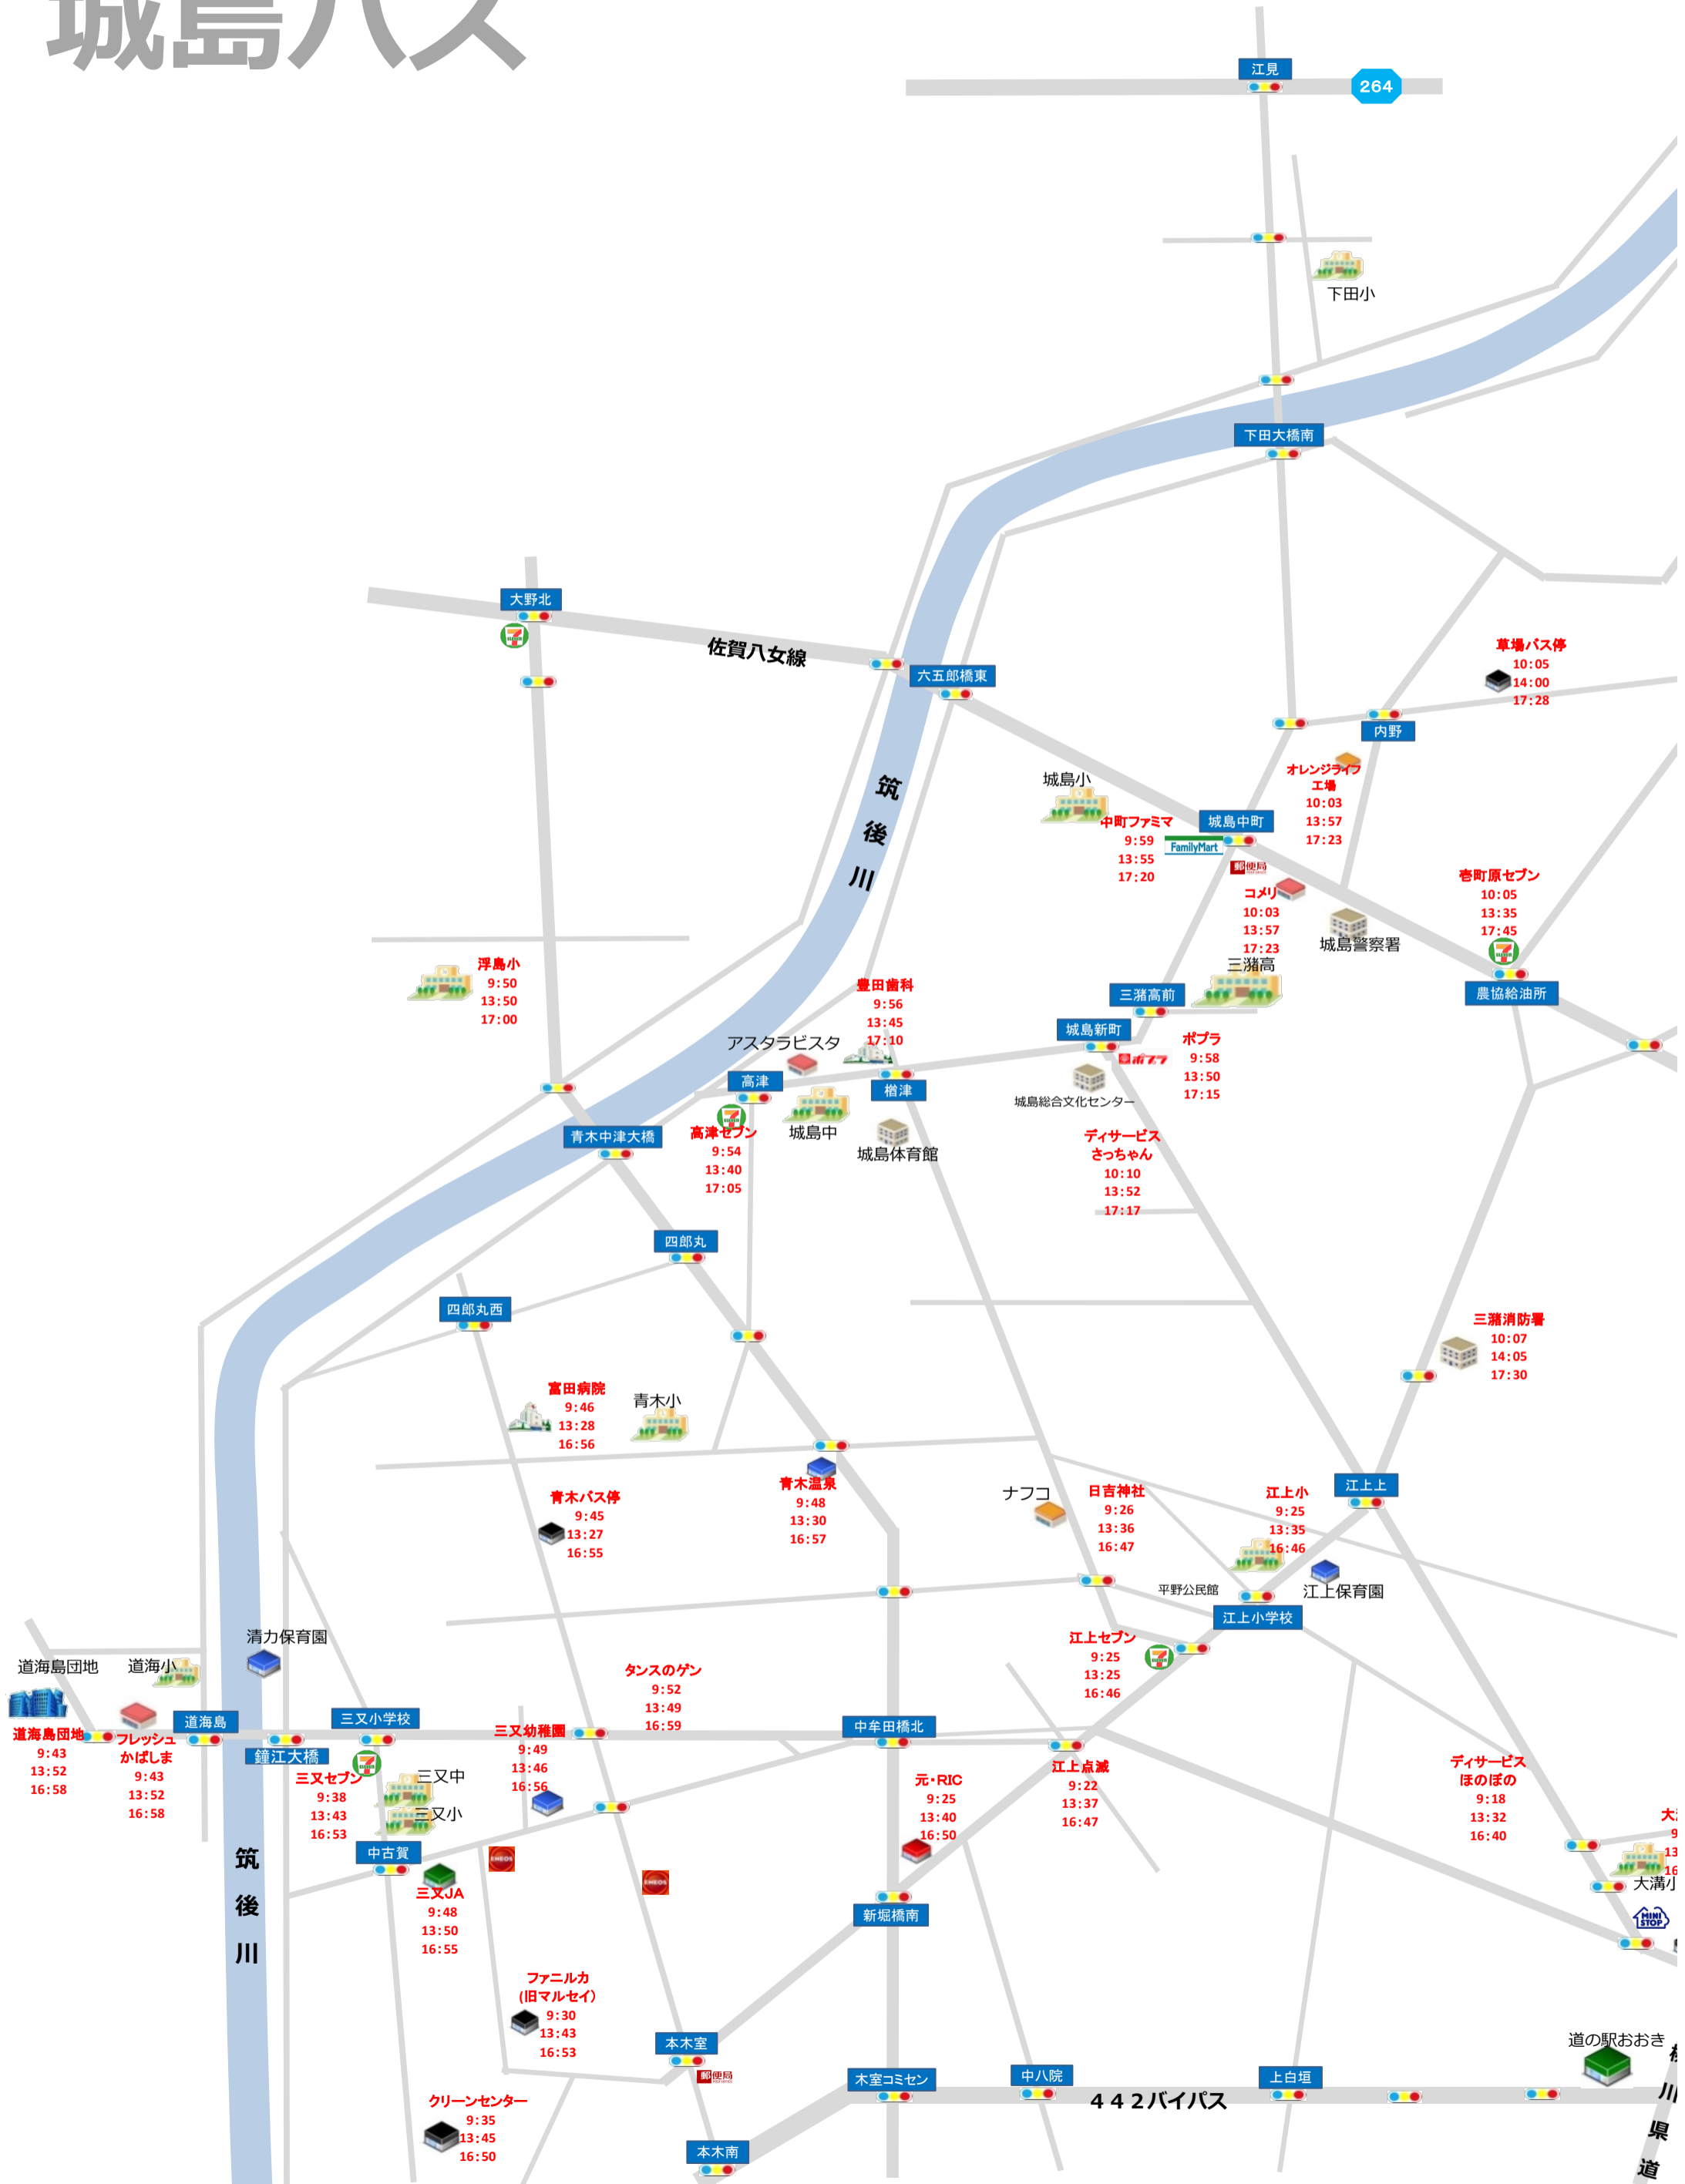 城島バス
江見
264
下田小
下田大橋南
大野北
佐賀八女線
六五郎橋東
草場バス停
10:05
14:00
17:28
内野
筑
後
川
城島小
オレンジライフ
工場
10:03
13:57
17:23
中町ファミマ
9:59
13:55
17:20
FamilyMart
城島中町
郵便局
コメリ
10:03
13:57
17:23
城島警察署
壱町原セブン
10:05
13:35
17:45
農協給油所
浮島小
9:50
13:50
17:00
豊田歯科
9:56
13:45
17:10
三潴高
三潴高前
城島新町
ポプラ
ポプラ
9:58
13:50
17:15
アスタラビスタ
高津
楢津
城島総合文化センター
青木中津大橋
高津セブン
9:54
13:40
17:05
城島中
城島体育館
ディサービス
さっちゃん
10:10
13:52
17:17
四郎丸
四郎丸西
三潴消防署
10:07
14:05
17:30
富田病院
9:46
13:28
16:56
青木小
青木バス停
9:45
13:27
16:55
青木温泉
9:48
13:30
16:57
ナフコ
日吉神社
9:26
13:36
16:47
江上小
9:25
13:35
16:46
江上上
平野公民館
江上保育園
江上小学校
清力保育園
道海島団地
道海小
江上セブン
9:25
13:25
16:46
タンスのゲン
9:52
13:49
16:59
道海島団地
9:43
13:52
16:58
フレッシュ
かばしま
9:43
13:52
16:58
道海島
鐘江大橋
三又小学校
三又セブン
9:38
13:43
16:53
三又中
三又小
三又幼稚園
9:49
13:46
16:56
中牟田橋北
江上点滅
9:22
13:37
16:47
元・RIC
9:25
13:40
16:50
ディサービス
ほのぼの
9:18
13:32
16:40
大
9
13
16
大溝小
MINI
STOP
中古賀
ENEOS
ENEOS
三又JA
9:48
13:50
16:55
筑
後
川
新堀橋南
ファニルカ
(旧マルセイ)
9:30
13:43
16:53
本木室
郵便局
クリーンセンター
9:35
13:45
16:50
本木南
木室コミセン
中八院
442バイパス
上白垣
道の駅おおき
川
県
道